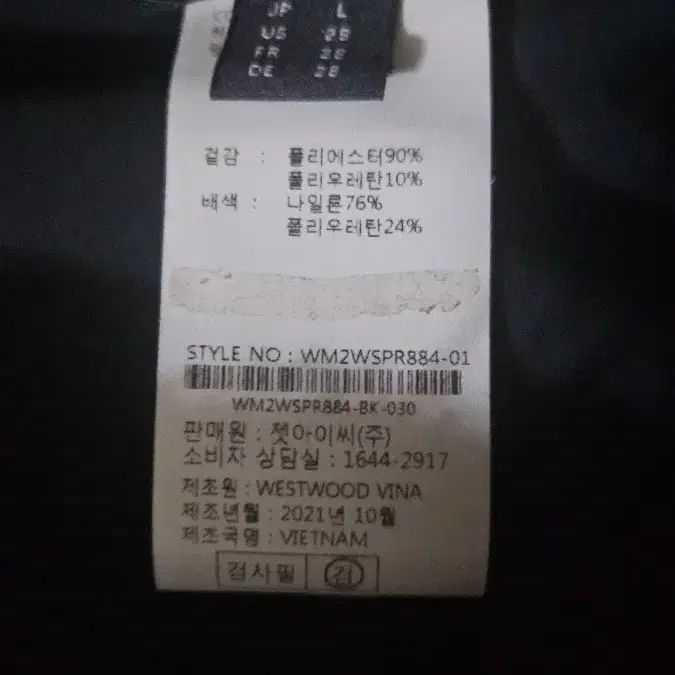 JP L
US
FR 28
DE 28
겉감 : 폴리에스터90%
폴리우레탄10%
배색 : 나일론76%
폴리우레탄24%
STYLE NO : WM2WSPR884-01
WM2WSPR884-BK-030
판매원 : 젯아이씨(주)
소비자 상담실 : 1644-2917
제조원 : WESTWOOD VINA
제조년월 : 2021년 10월
제조국명 : VIETNAM
검사필 검